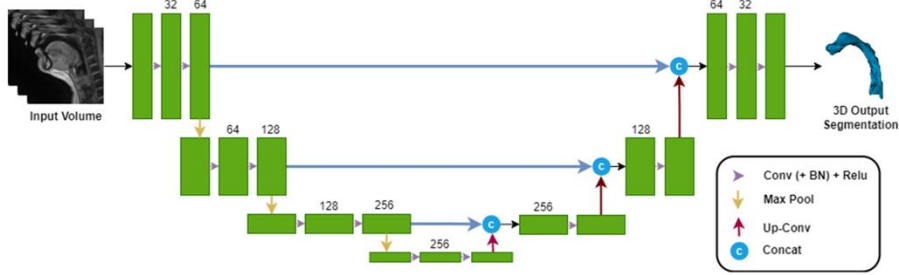 32 64
64 32
Input Volume
3D Output
Segmentation
64 128
128
128 256
256
256
Conv (+ BN) + Relu
Max Pool
Up-Conv
C Concat
C
C
C